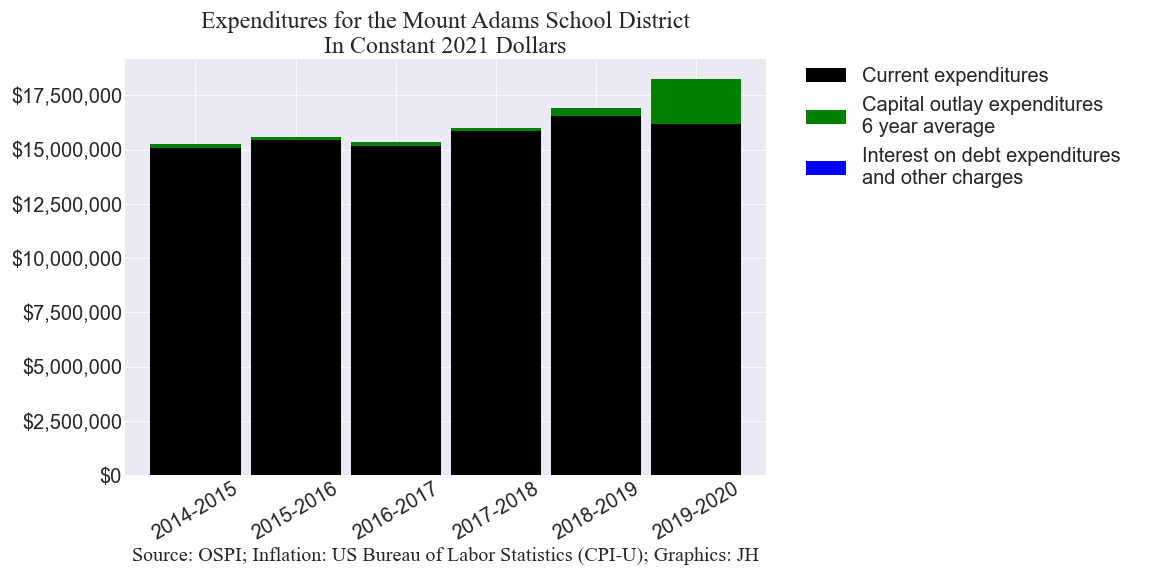 Expenditures for the Mount Adams School District
In Constant 2021 Dollars
$17,500,000
$15,000,000
$12,500,000
$10,000,000
$7,500,000
$5,000,000
$2,500,000
$0
2014-2015
2015-2016
2016-2017
2017-2018
2018-2019
2019-2020
Source: OSPI; Inflation: US Bureau of Labor Statistics (CPI-U); Graphics: JH
Current expenditures
Capital outlay expenditures
6 year average
Interest on debt expenditures
and other charges